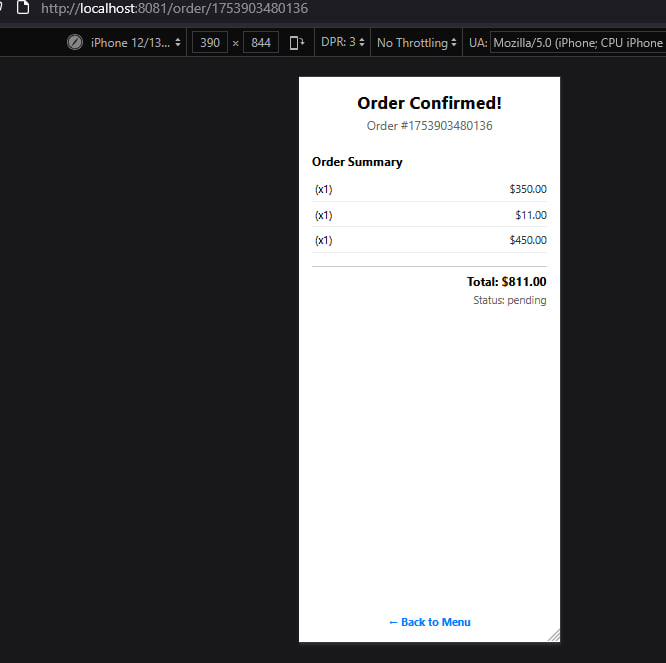 http://localhost:8081/order/1753903480136
iPhone 12/13... 390 × 844 DPR: 3 No Throttling UA: Mozilla/5.0 (iPhone; CPU iPhone
Order Confirmed!
Order #1753903480136
Order Summary
(x1) $350.00
(x1) $11.00
(x1) $450.00
Total: $811.00
Status: pending
← Back to Menu